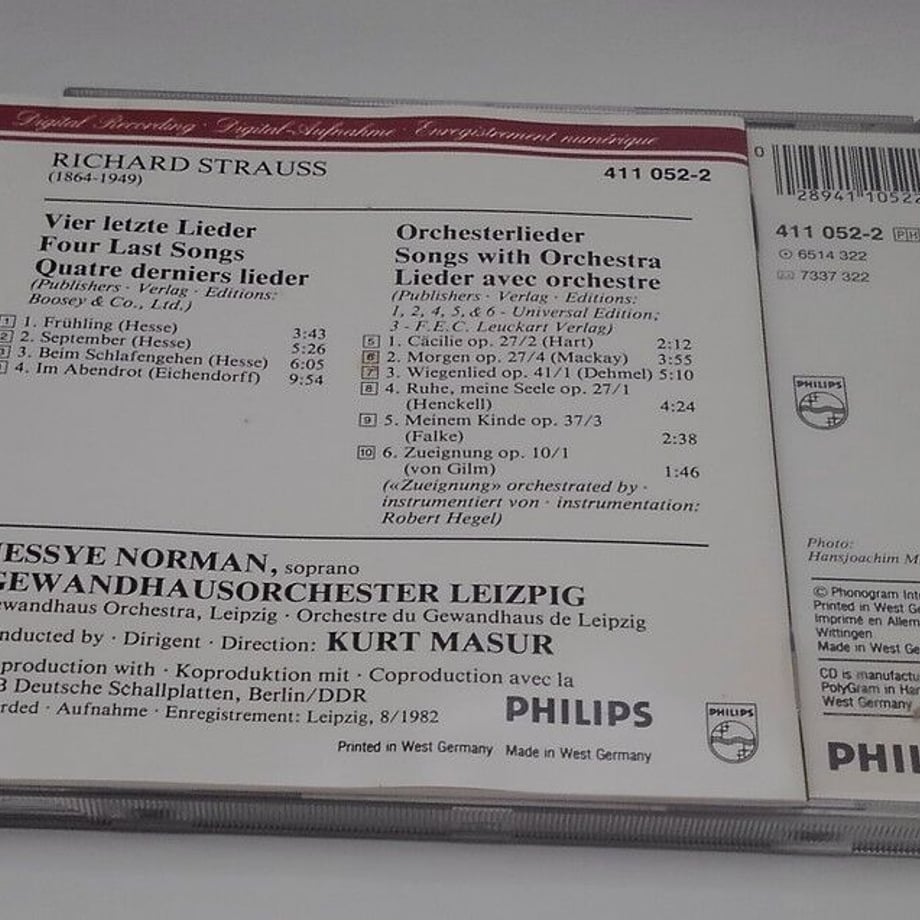 Digital Recording · Digital-Aufnahme · Enregistrement numérique
RICHARD STRAUSS
(1864-1949)
411 052-2
Vier letzte Lieder
Four Last Songs
Quatre derniers lieder
(Publishers · Verlag · Editions:
Boosey & Co., Ltd.)
1 1. Frühling (Hesse) 3:43
2 2. September (Hesse) 5:26
3 3. Beim Schlafengehen (Hesse) 6:05
4. Im Abendrot (Eichendorff) 9:54
Orchesterlieder
Songs with Orchestra
Lieder avec orchestre
(Publishers · Verlag · Editions:
1, 2, 4, 5, & 6 - Universal Edition;
3 - F.E.C. Leuckart Verlag)
5 1. Cäcilie op. 27/2 (Hart) 2:12
6 2. Morgen op. 27/4 (Mackay) 3:55
7 3. Wiegenlied op. 41/1 (Dehmel) 5:10
8 4. Ruhe, meine Seele op. 27/1
(Henckell) 4:24
9 5. Meinem Kinde op. 37/3
(Falke) 2:38
10 6. Zueignung op. 10/1
(von Gilm) 1:46
(«Zueignung» orchestrated by ·
instrumentiert von · instrumentation:
Robert Hegel)
JESSYE NORMAN, soprano
GEWANDHAUSORCHESTER LEIZPIG
ewandhaus Orchestra, Leipzig · Orchestre du Gewandhaus de Leipzig
nducted by · Dirigent · Direction: KURT MASUR
production with · Koproduktion mit · Coproduction avec la
B Deutsche Schallplatten, Berlin/DDR
rded · Aufnahme · Enregistrement: Leipzig, 8/1982
PHILIPS
PHILIPS
Printed in West Germany Made in West Germany
0
28941 10522
411 052-2 PH
6514 322
7337 322
PHILIPS
Photo:
Hansjoachim M
© Phonogram Inte
Printed in West Ge
Imprimé en Allem
Wittingen
Made in West Ge
CD is manufactu
PolyGram in Han
West Germany
PHIL